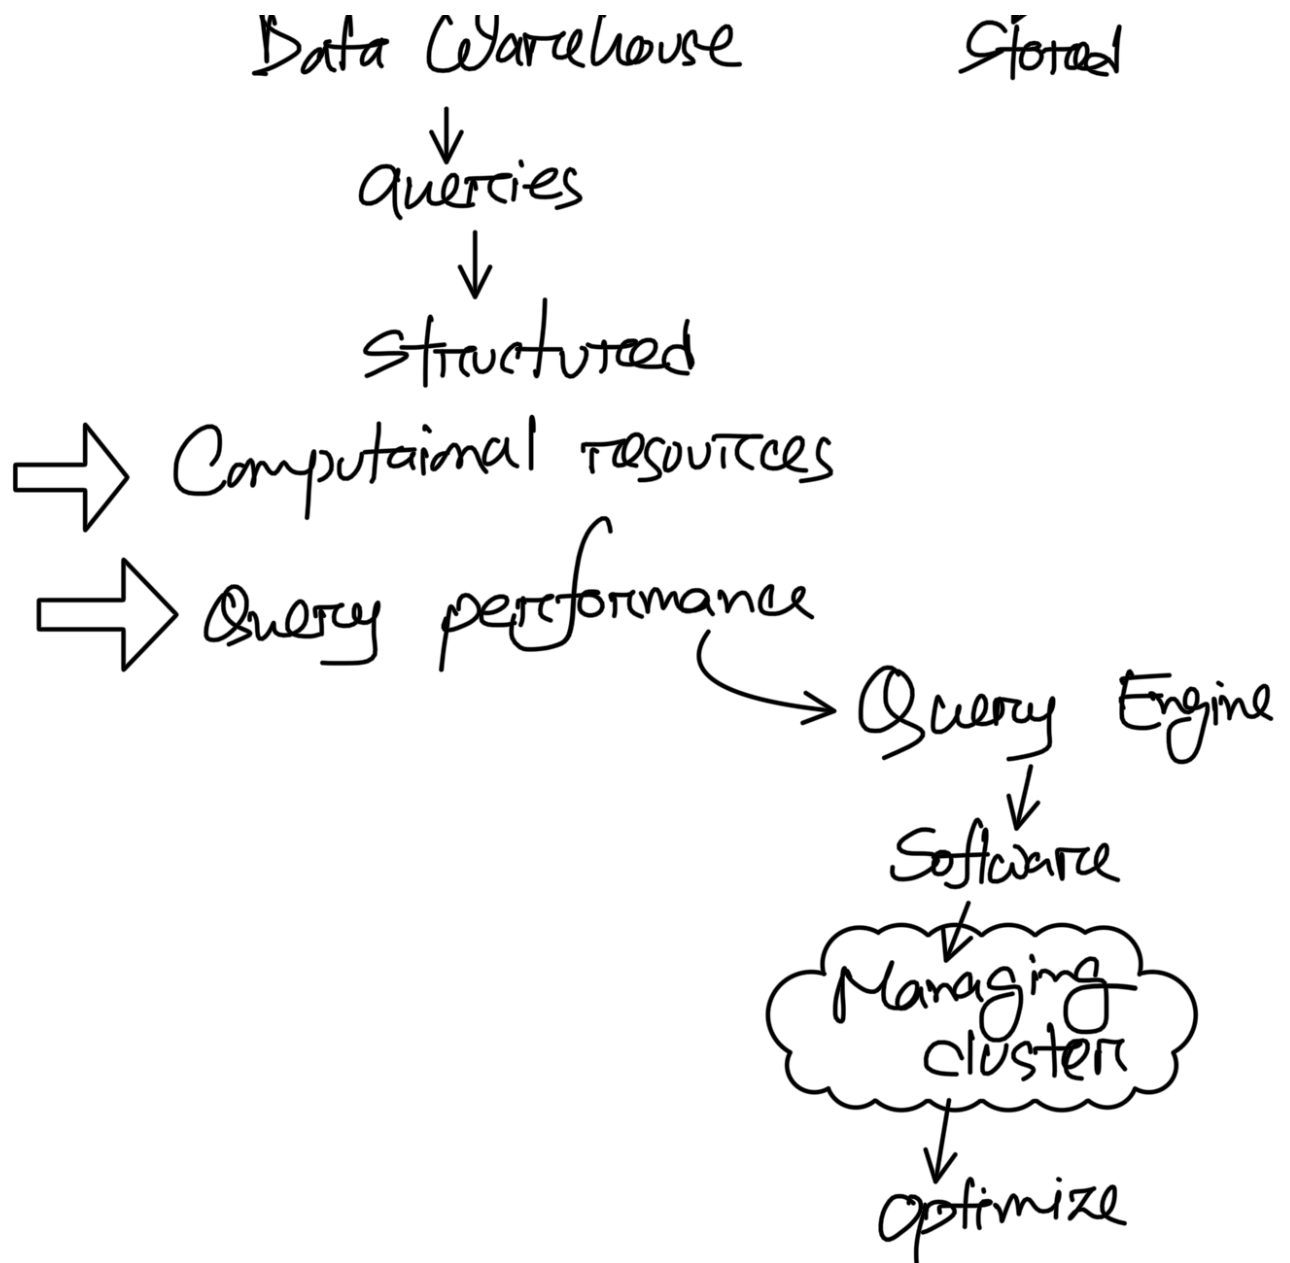 Data Warehouse Stored
queries
structured
Computaional resources
Query performance
Query Engine
Software
Managing
cluster
optimize